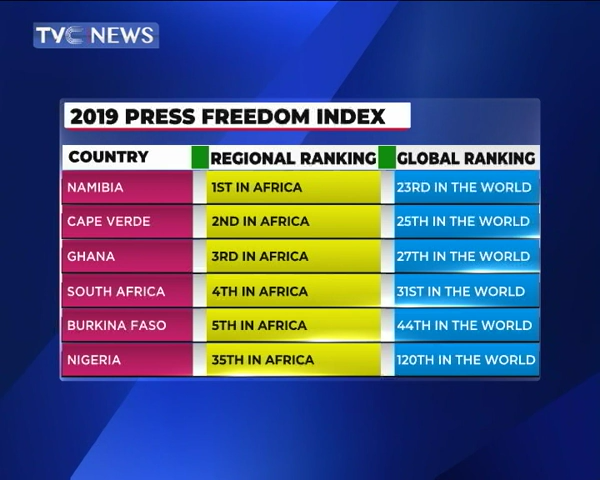 TVC NEWS
2019 PRESS FREEDOM INDEX
COUNTRY REGIONAL RANKING GLOBAL RANKING
NAMIBIA 1ST IN AFRICA 23RD IN THE WORLD
CAPE VERDE 2ND IN AFRICA 25TH IN THE WORLD
GHANA 3RD IN AFRICA 27TH IN THE WORLD
SOUTH AFRICA 4TH IN AFRICA 31ST IN THE WORLD
BURKINA FASO 5TH IN AFRICA 44TH IN THE WORLD
NIGERIA 35TH IN AFRICA 120TH IN THE WORLD